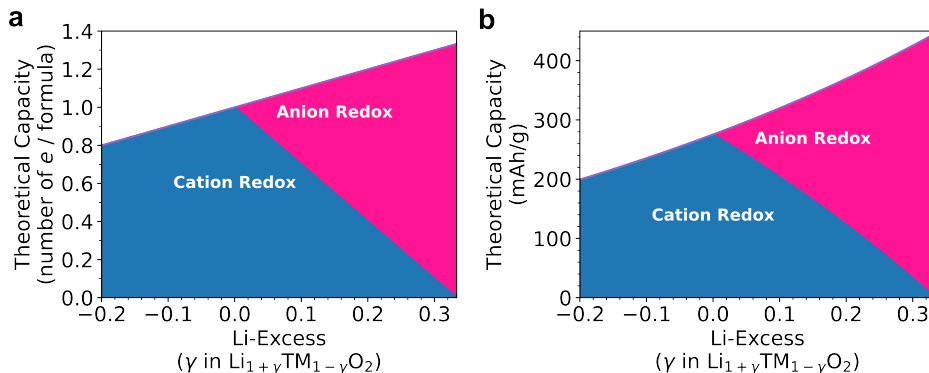 a
Theoretical Capacity
(number of e / formula)
1.4
1.2
1.0
0.8
0.6
0.4
0.2
0.0
Anion Redox
Cation Redox
−0.2 −0.1 0.0 0.1 0.2 0.3
Li-Excess
(γ in Li₁₊γTM₁₋γO₂)
b
Theoretical Capacity
(mAh/g)
400
300
200
100
0
Anion Redox
Cation Redox
−0.2 −0.1 0.0 0.1 0.2 0.3
Li-Excess
(γ in Li₁₊γTM₁₋γO₂)